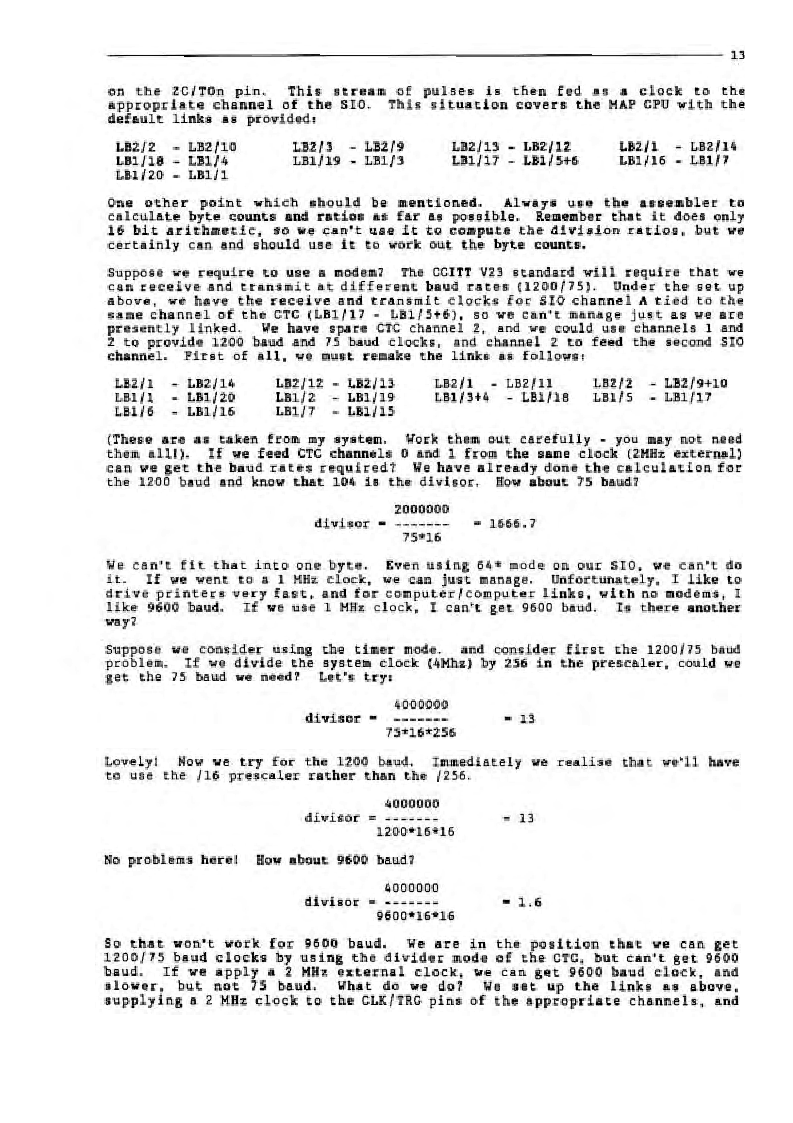 13
on the ZC/TOn pin. This stream of pulses is then fed as a clock to the
appropriate channel of the SIO. This situation covers the MAP CPU with the
default links as provided:
LB2/2 - LB2/10 LB2/3 - LB2/9 LB2/13 - LB2/12 LB2/1 - LB2/14
LB1/18 - LB1/4 LB1/19 - LB1/3 LB1/17 - LB1/5+6 LB1/16 - LB1/7
LB1/20 - LB1/1
One other point which should be mentioned. Always use the assembler to
calculate byte counts and ratios as far as possible. Remember that it does only
16 bit arithmetic, so we can't use it to compute the division ratios, but we
certainly can and should use it to work out the byte counts.
Suppose we require to use a modem? The CCITT V23 standard will require that we
can receive and transmit at different baud rates (1200/75). Under the set up
above, we have the receive and transmit clocks for SIO channel A tied to the
same channel of the CTC (LB1/17 - LB1/5+6), so we can't manage just as we are
presently linked. We have spare CTC channel 2, and we could use channels 1 and
2 to provide 1200 baud and 75 baud clocks, and channel 2 to feed the second SIO
channel. First of all, we must remake the links as follows:
LB2/1 - LB2/14 LB2/12 - LB2/13 LB2/1 - LB2/11 LB2/2 - LB2/9+10
LB1/1 - LB1/20 LB1/2 - LB1/19 LB1/3+4 - LB1/18 LB1/5 - LB1/17
LB1/6 - LB1/16 LB1/7 - LB1/15
(These are as taken from my system. Work them out carefully - you may not need
them all!). If we feed CTC channels 0 and 1 from the same clock (2MHz external)
can we get the baud rates required? We have already done the calculation for
the 1200 baud and know that 104 is the divisor. How about 75 baud?
2000000
divisor = ------- = 1666.7
75*16
We can't fit that into one byte. Even using 64* mode on our SIO, we can't do
it. If we went to a 1 MHz clock, we can just manage. Unfortunately, I like to
drive printers very fast, and for computer/computer links, with no modems, I
like 9600 baud. If we use 1 MHz clock, I can't get 9600 baud. Is there another
way?
Suppose we consider using the timer mode. and consider first the 1200/75 baud
problem. If we divide the system clock (4Mhz) by 256 in the prescaler, could we
get the 75 baud we need? Let's try:
4000000
divisor = ------- = 13
75*16*256
Lovely! Now we try for the 1200 baud. Immediately we realise that we'll have
to use the /16 prescaler rather than the /256.
4000000
divisor = ------- = 13
1200*16*16
No problems here! How about 9600 baud?
4000000
divisor = ------- = 1.6
9600*16*16
So that won't work for 9600 baud. We are in the position that we can get
1200/75 baud clocks by using the divider mode of the CTC, but can't get 9600
baud. If we apply a 2 MHz external clock, we can get 9600 baud clock, and
slower, but not 75 baud. What do we do? We set up the links as above,
supplying a 2 MHz clock to the CLK/TRG pins of the appropriate channels, and